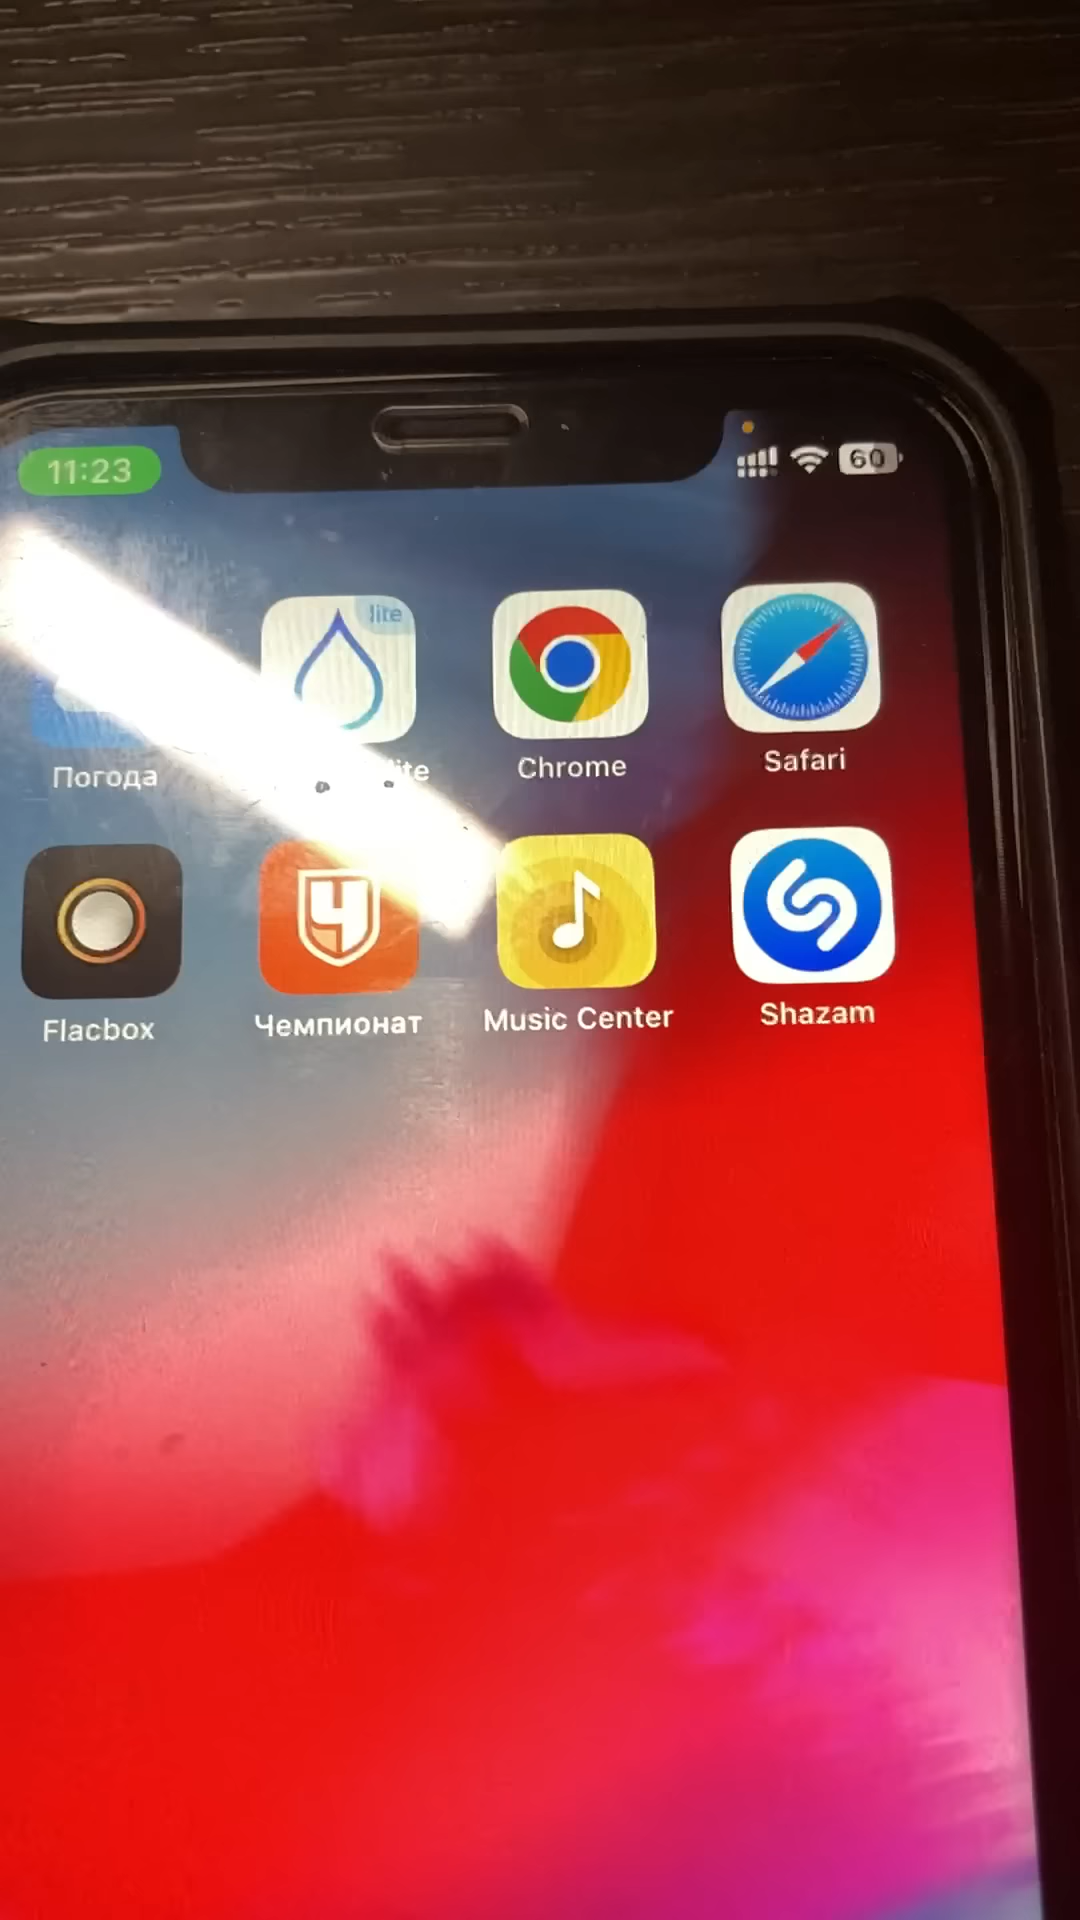 11:23
60
lite
Погода
Chrome
Safari
Ч
Flacbox
Чемпионат
Music Center
Shazam